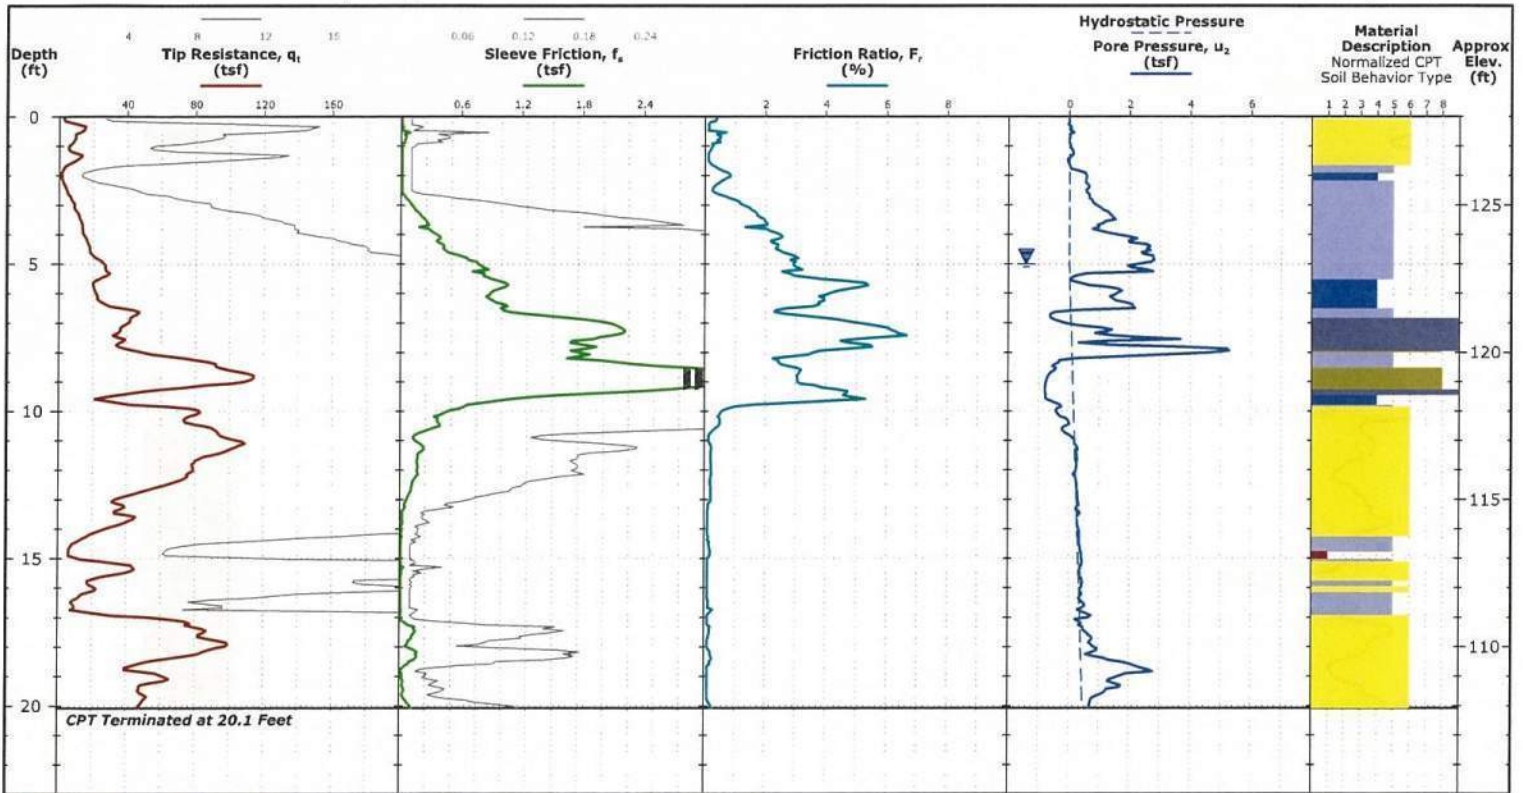 Hydrostatic Pressure
4 8 12 16
0.06 0.12 0.18 0.24
Depth
(ft)
Tip Resistance, qt
(tsf)
Sleeve Friction, fs
(tsf)
Friction Ratio, Fr
(%)
Pore Pressure, u2
(tsf)
Material
Description
Normalized CPT
Soil Behavior Type
Approx
Elev.
(ft)
40 80 120 160
0.6 1.2 1.8 2.4
2 4 6 8
0 2 4 6
1 2 3 4 5 6 7 8
0
5
10
15
20
125
120
115
110
CPT Terminated at 20.1 Feet